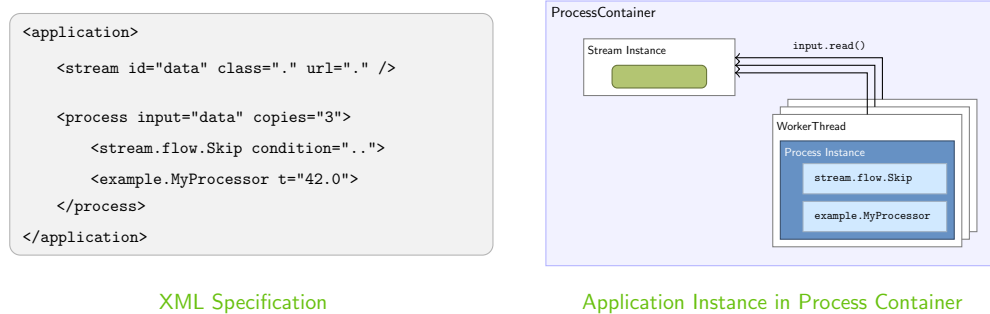 <application>
<stream id="data" class="." url="." />
<process input="data" copies="3">
<stream.flow.Skip condition="..">
<example.MyProcessor t="42.0">
</process>
</application>
XML Specification
ProcessContainer
Stream Instance
input.read()
WorkerThread
Process Instance
stream.flow.Skip
example.MyProcessor
Application Instance in Process Container